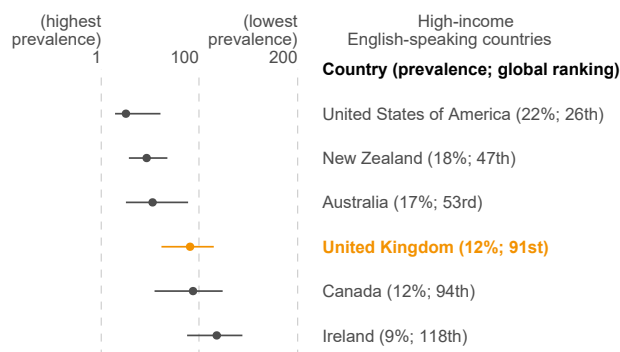 (highest
prevalence)
1
100
(lowest
prevalence)
200
High-income
English-speaking countries
Country (prevalence; global ranking)
United States of America (22%; 26th)
New Zealand (18%; 47th)
Australia (17%; 53rd)
United Kingdom (12%; 91st)
Canada (12%; 94th)
Ireland (9%; 118th)